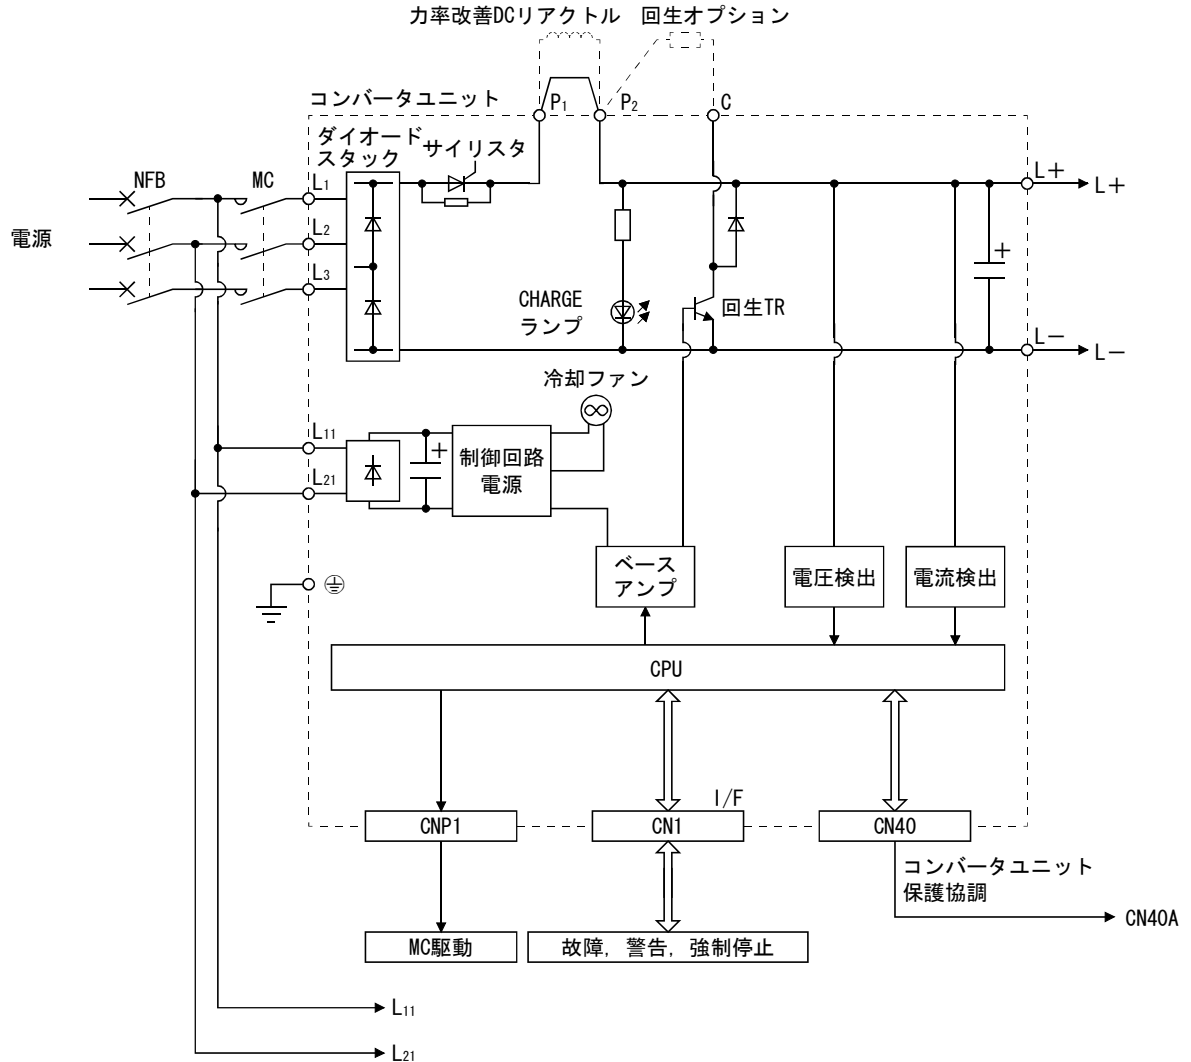 力率改善DCリアクトル 回生オプション
コンバータユニット
P1
P2
C
ダイオード
スタック
サイリスタ
NFB
MC
L1
L+
L+
電源
L2
L3
CHARGE
ランプ
回生TR
L−
L−
冷却ファン
L11
制御回路
電源
L21
ベース
アンプ
電圧検出
電流検出
CPU
I/F
CNP1
CN1
CN40
コンバータユニット
保護協調
CN40A
MC駆動
故障, 警告, 強制停止
L11
L21